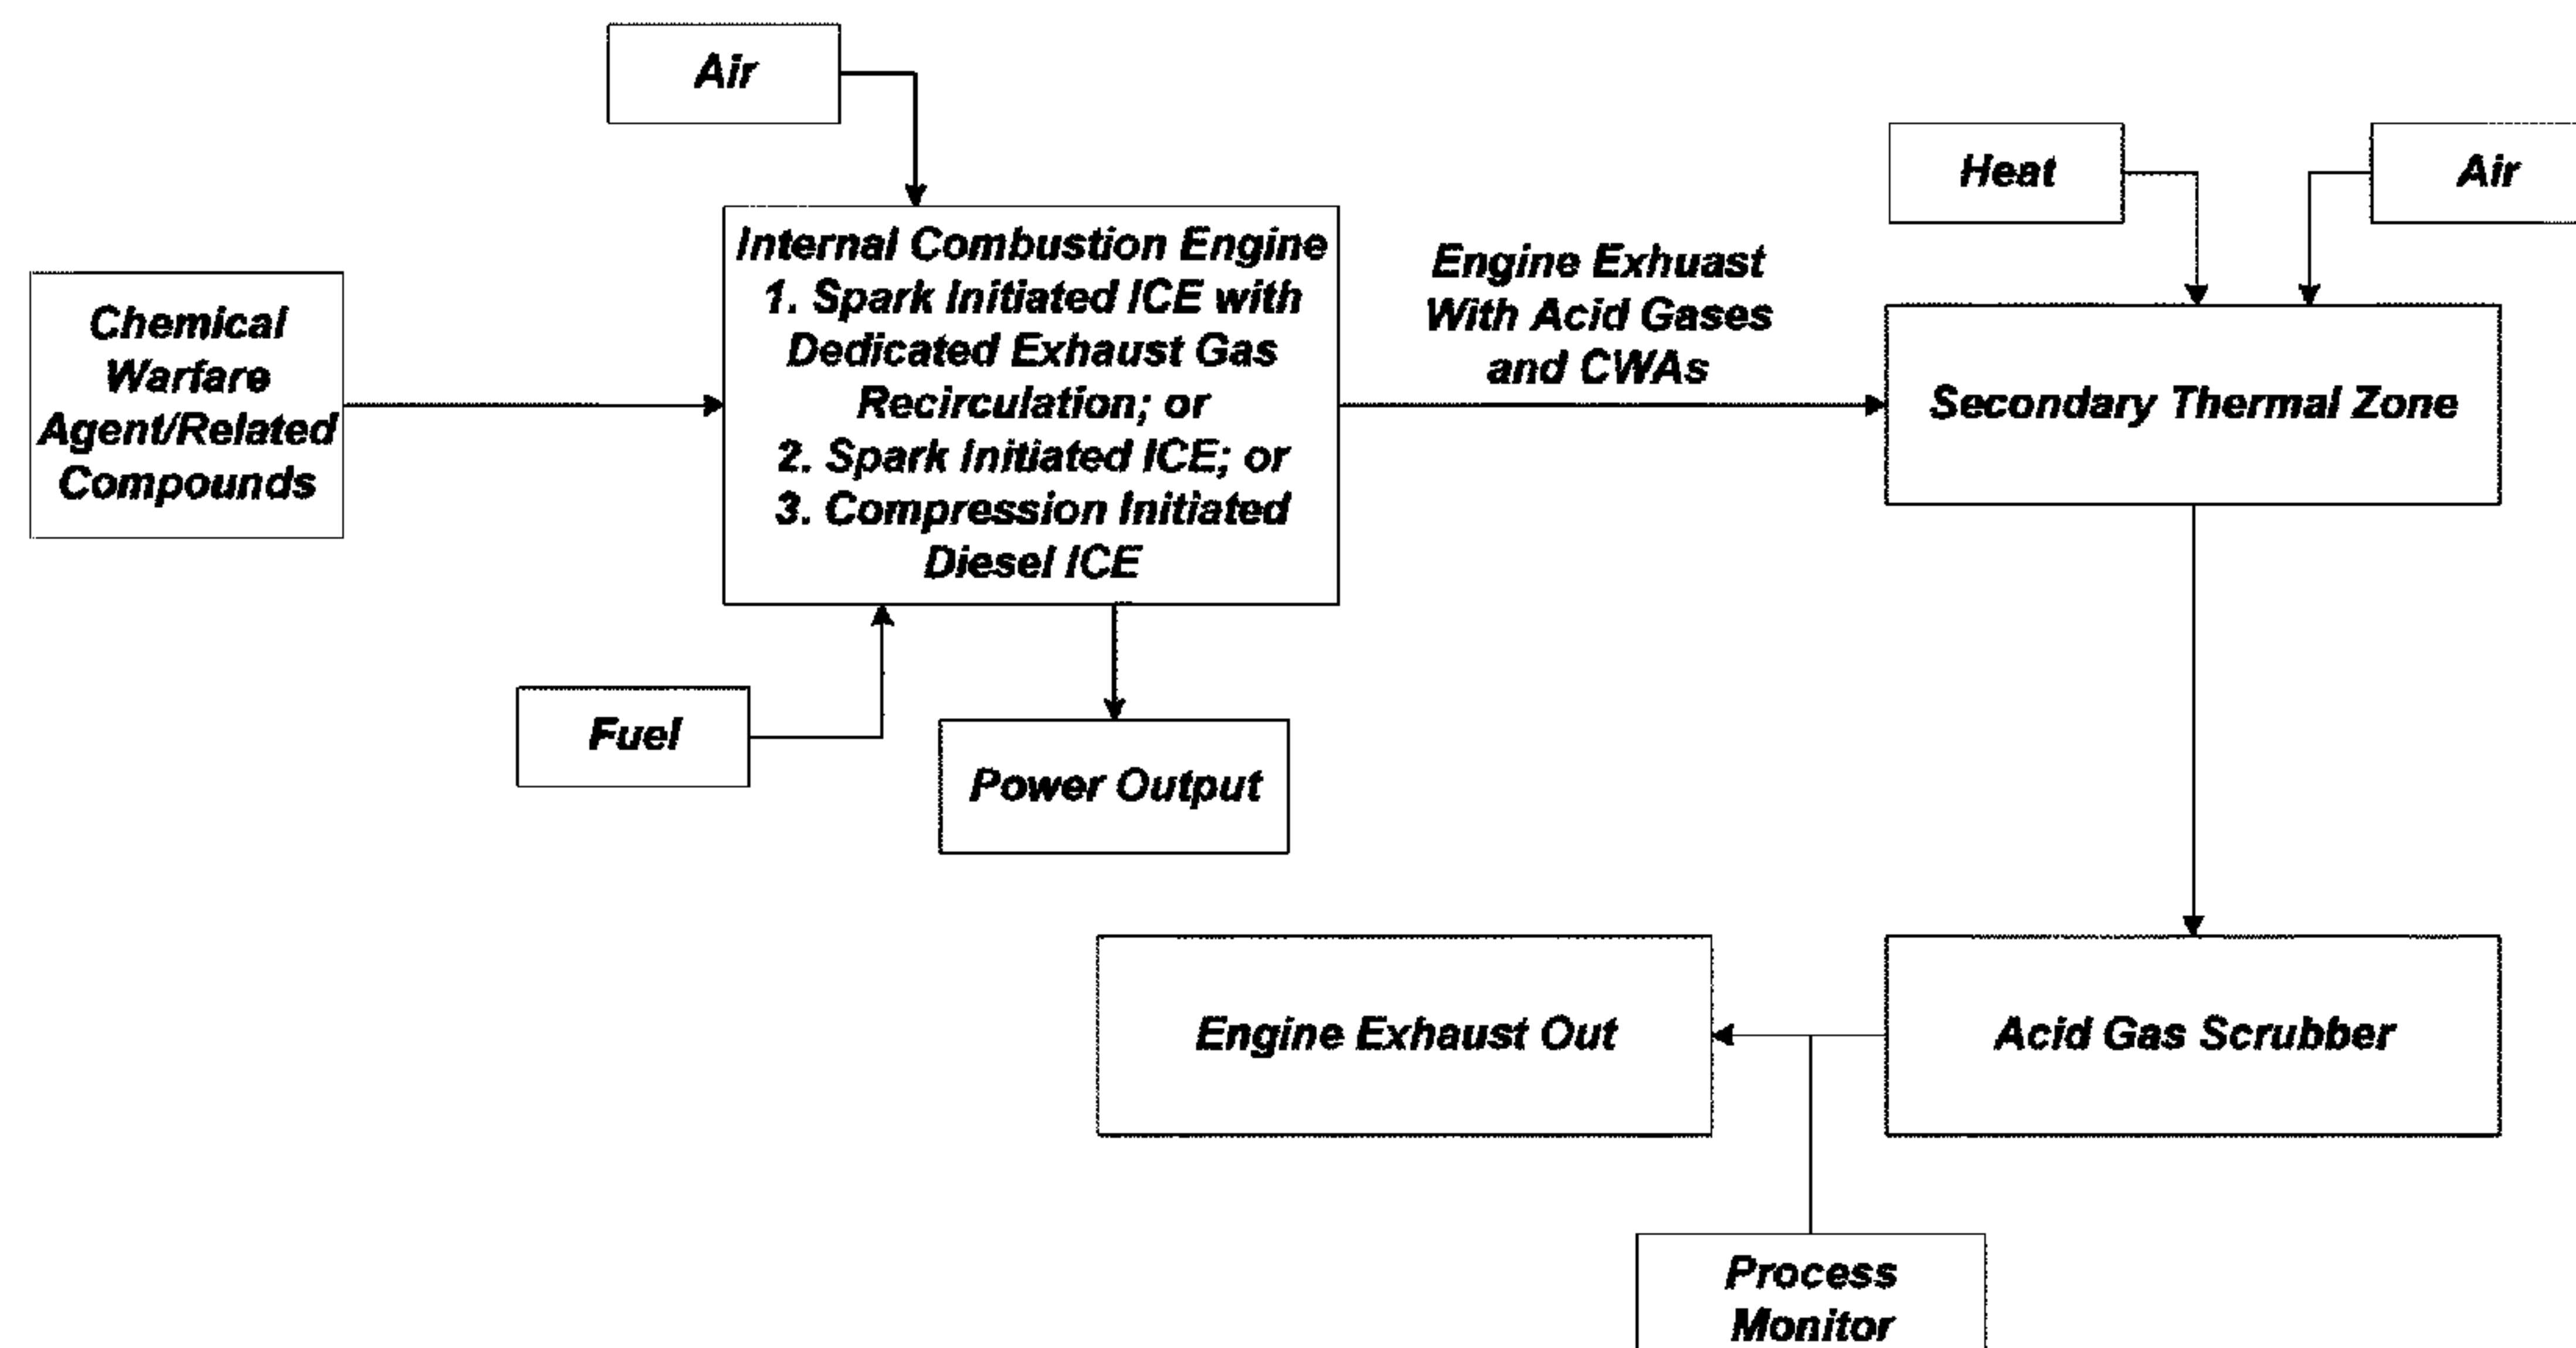 Air
Heat
Air
Chemical
Warfare
Agent/Related
Compounds
Internal Combustion Engine
1. Spark Initiated ICE with
Dedicated Exhaust Gas
Recirculation; or
2. Spark Initiated ICE; or
3. Compression Initiated
Diesel ICE
Engine Exhuast
With Acid Gases
and CWAs
Secondary Thermal Zone
Fuel
Power Output
Engine Exhaust Out
Acid Gas Scrubber
Process
Monitor